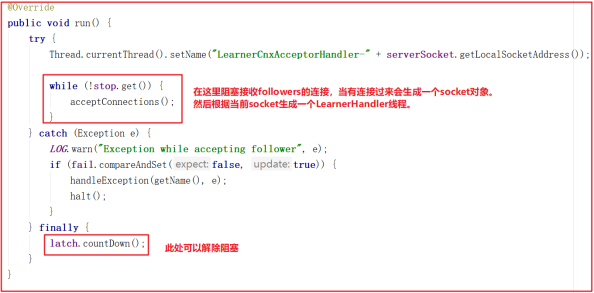 @Override
public void run() {
try {
Thread.currentThread().setName("LearnerCnxAcceptorHandler-" + serverSocket.getLocalSocketAddress());
while (!stop.get()) {
acceptConnections();
}
在这里阻塞接收followers的连接，当有连接过来会生成一个socket对象。
然后根据当前socket生成一个LearnerHandler线程。
} catch (Exception e) {
LOG.warn("Exception while accepting follower", e);
if (fail.compareAndSet( expect: false, update: true)) {
handleException(getName(), e);
halt();
}
} finally {
latch.countDown(); 此处可以解除阻塞
}
}